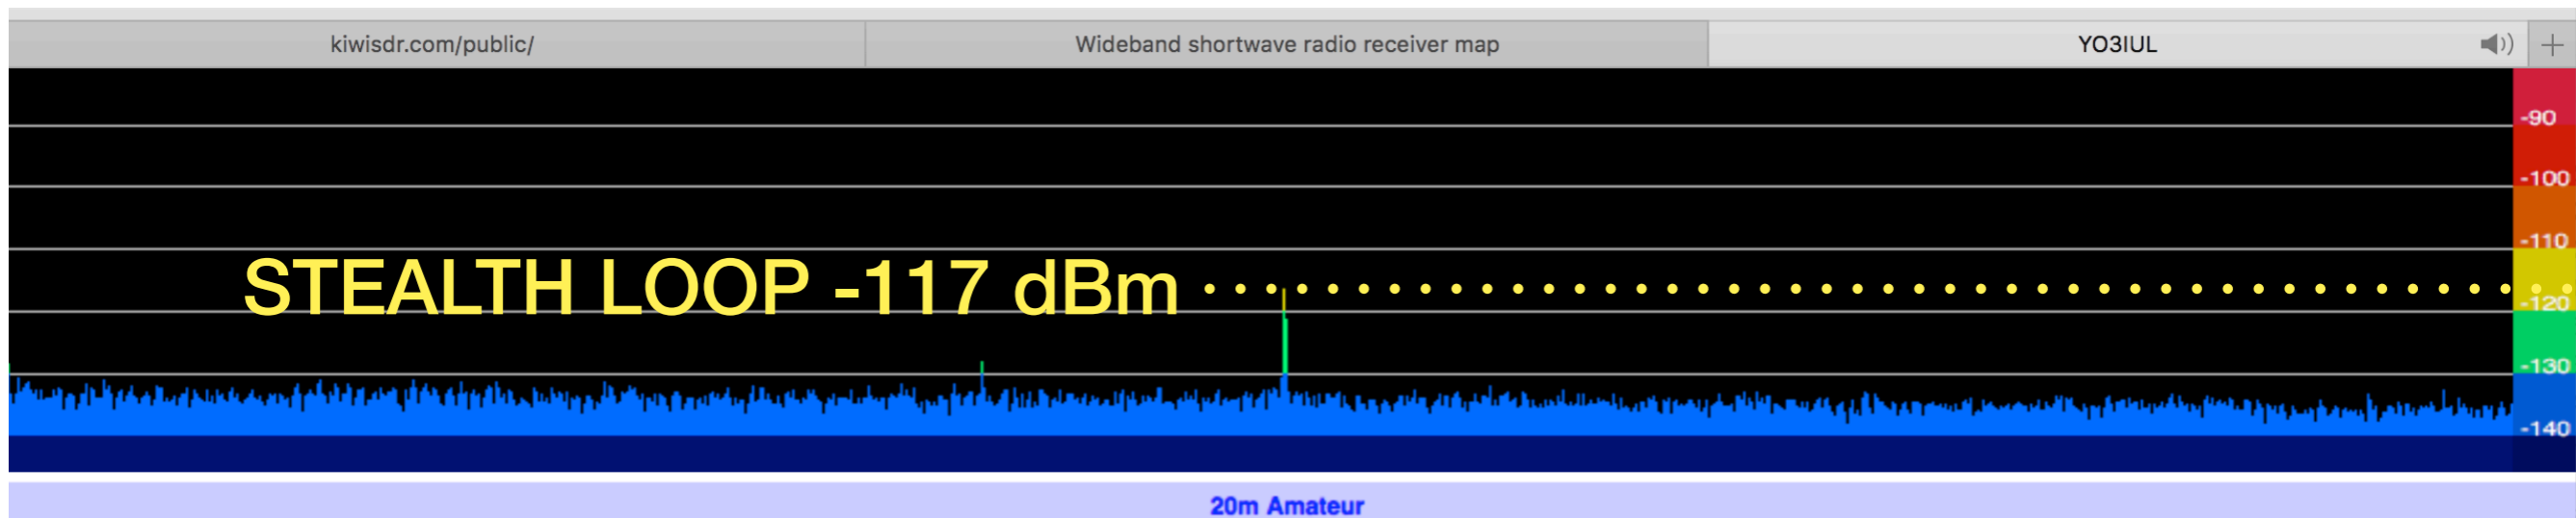 kiwisdr.com/public/
Wideband shortwave radio receiver map
YO3IUL
-90
-100
-110
STEALTH LOOP -117 dBm
-120
-130
-140
20m Amateur